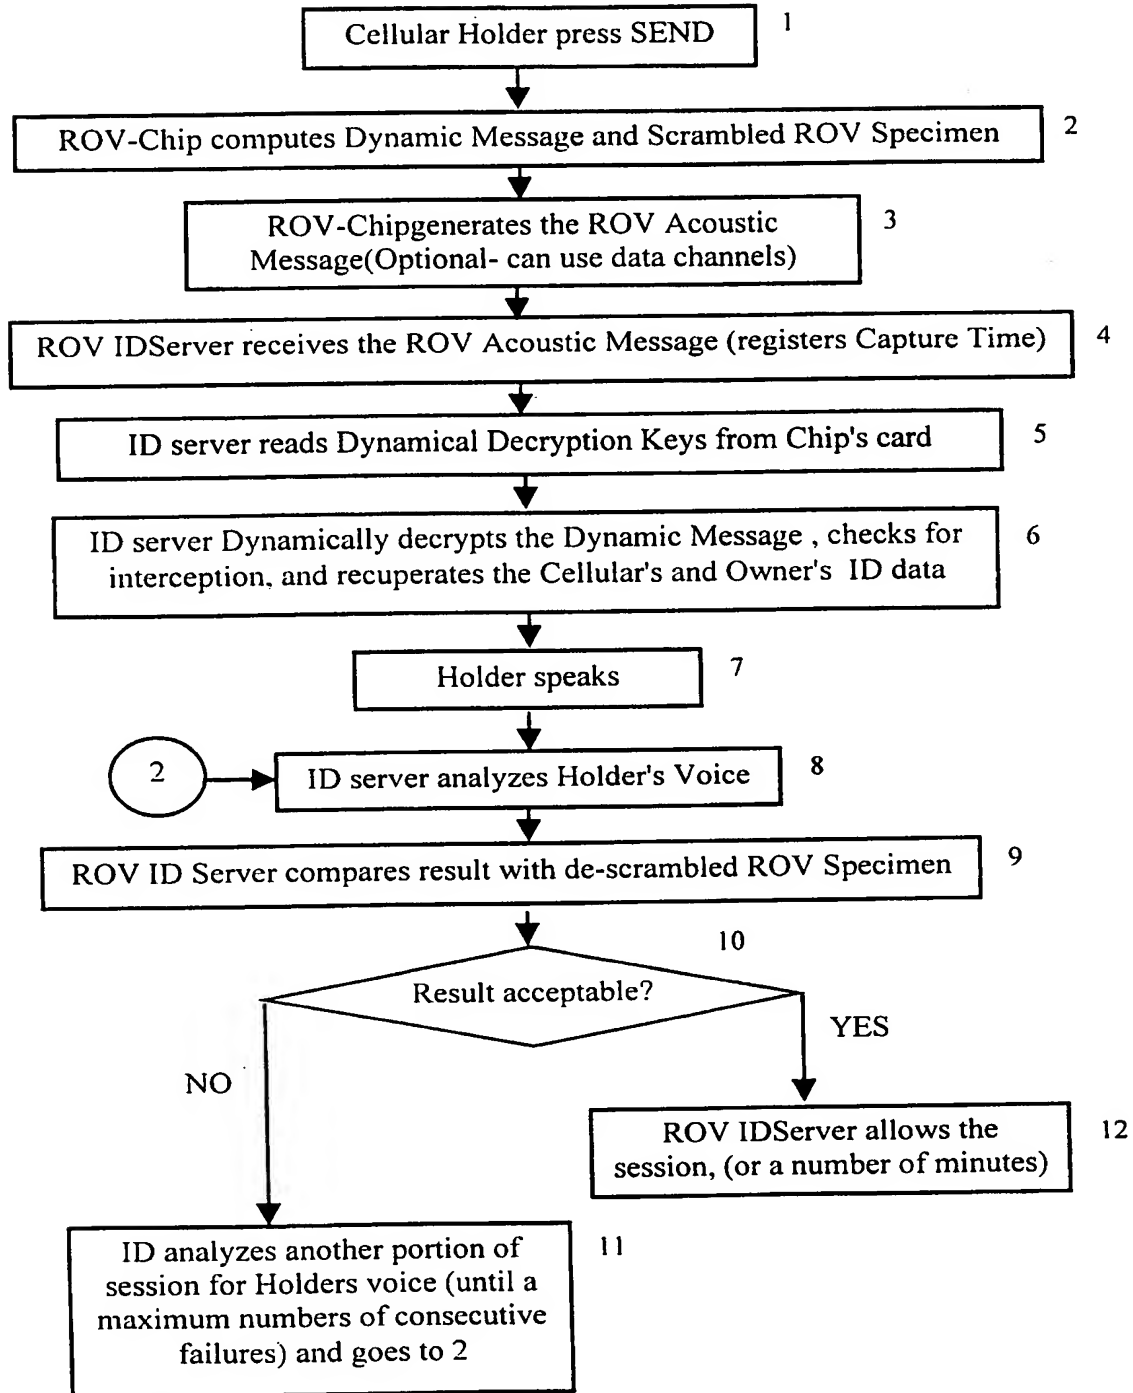 Cellular Holder press SEND
1
ROV-Chip computes Dynamic Message and Scrambled ROV Specimen
2
ROV-Chipgenerates the ROV Acoustic
Message(Optional- can use data channels)
3
ROV IDServer receives the ROV Acoustic Message (registers Capture Time)
4
ID server reads Dynamical Decryption Keys from Chip's card
5
ID server Dynamically decrypts the Dynamic Message , checks for
interception, and recuperates the Cellular's and Owner's ID data
6
Holder speaks
7
2
ID server analyzes Holder's Voice
8
ROV ID Server compares result with de-scrambled ROV Specimen
9
10
Result acceptable?
YES
NO
ROV IDServer allows the
session, (or a number of minutes)
12
ID analyzes another portion of
session for Holders voice (until a
maximum numbers of consecutive
failures) and goes to 2
11